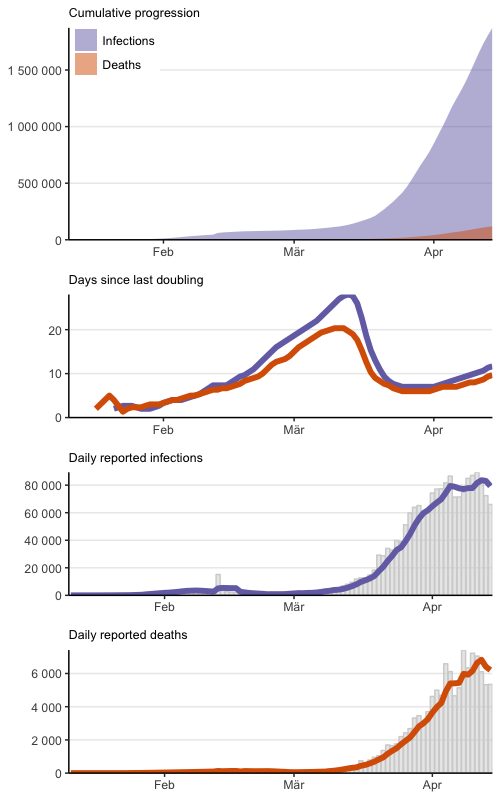 Cumulative progression
Infections
Deaths
1 500 000
1 000 000
500 000
0
Feb
Mär
Apr
Days since last doubling
20
10
0
Feb
Mär
Apr
Daily reported infections
80 000
60 000
40 000
20 000
0
Feb
Mär
Apr
Daily reported deaths
6 000
4 000
2 000
0
Feb
Mär
Apr